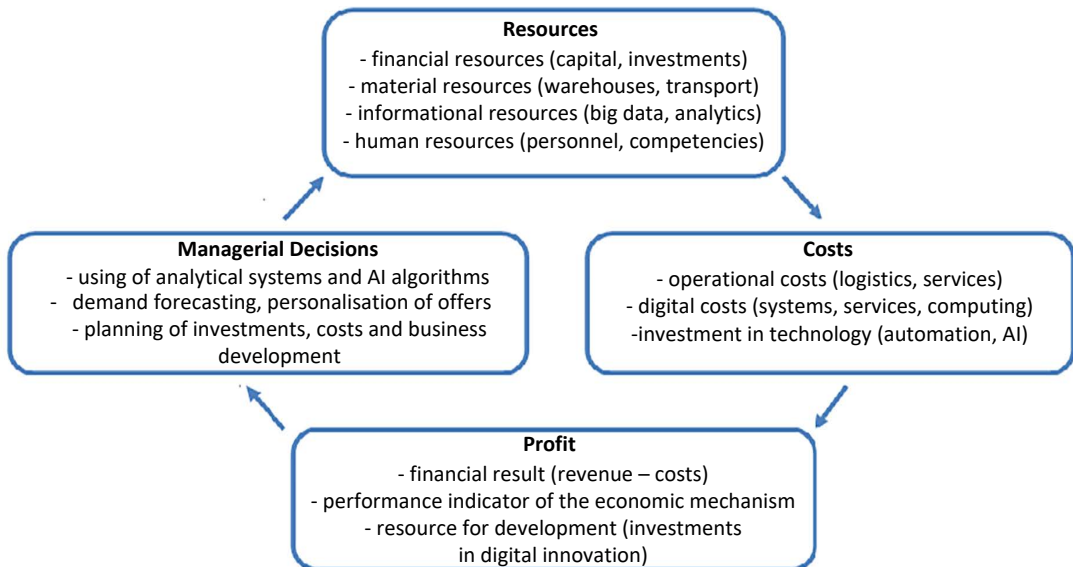 Resources
- financial resources (capital, investments)
- material resources (warehouses, transport)
- informational resources (big data, analytics)
- human resources (personnel, competencies)
Managerial Decisions
- using of analytical systems and AI algorithms
- demand forecasting, personalisation of offers
- planning of investments, costs and business
development
Costs
- operational costs (logistics, services)
- digital costs (systems, services, computing)
-investment in technology (automation, AI)
Profit
- financial result (revenue – costs)
- performance indicator of the economic mechanism
- resource for development (investments
in digital innovation)